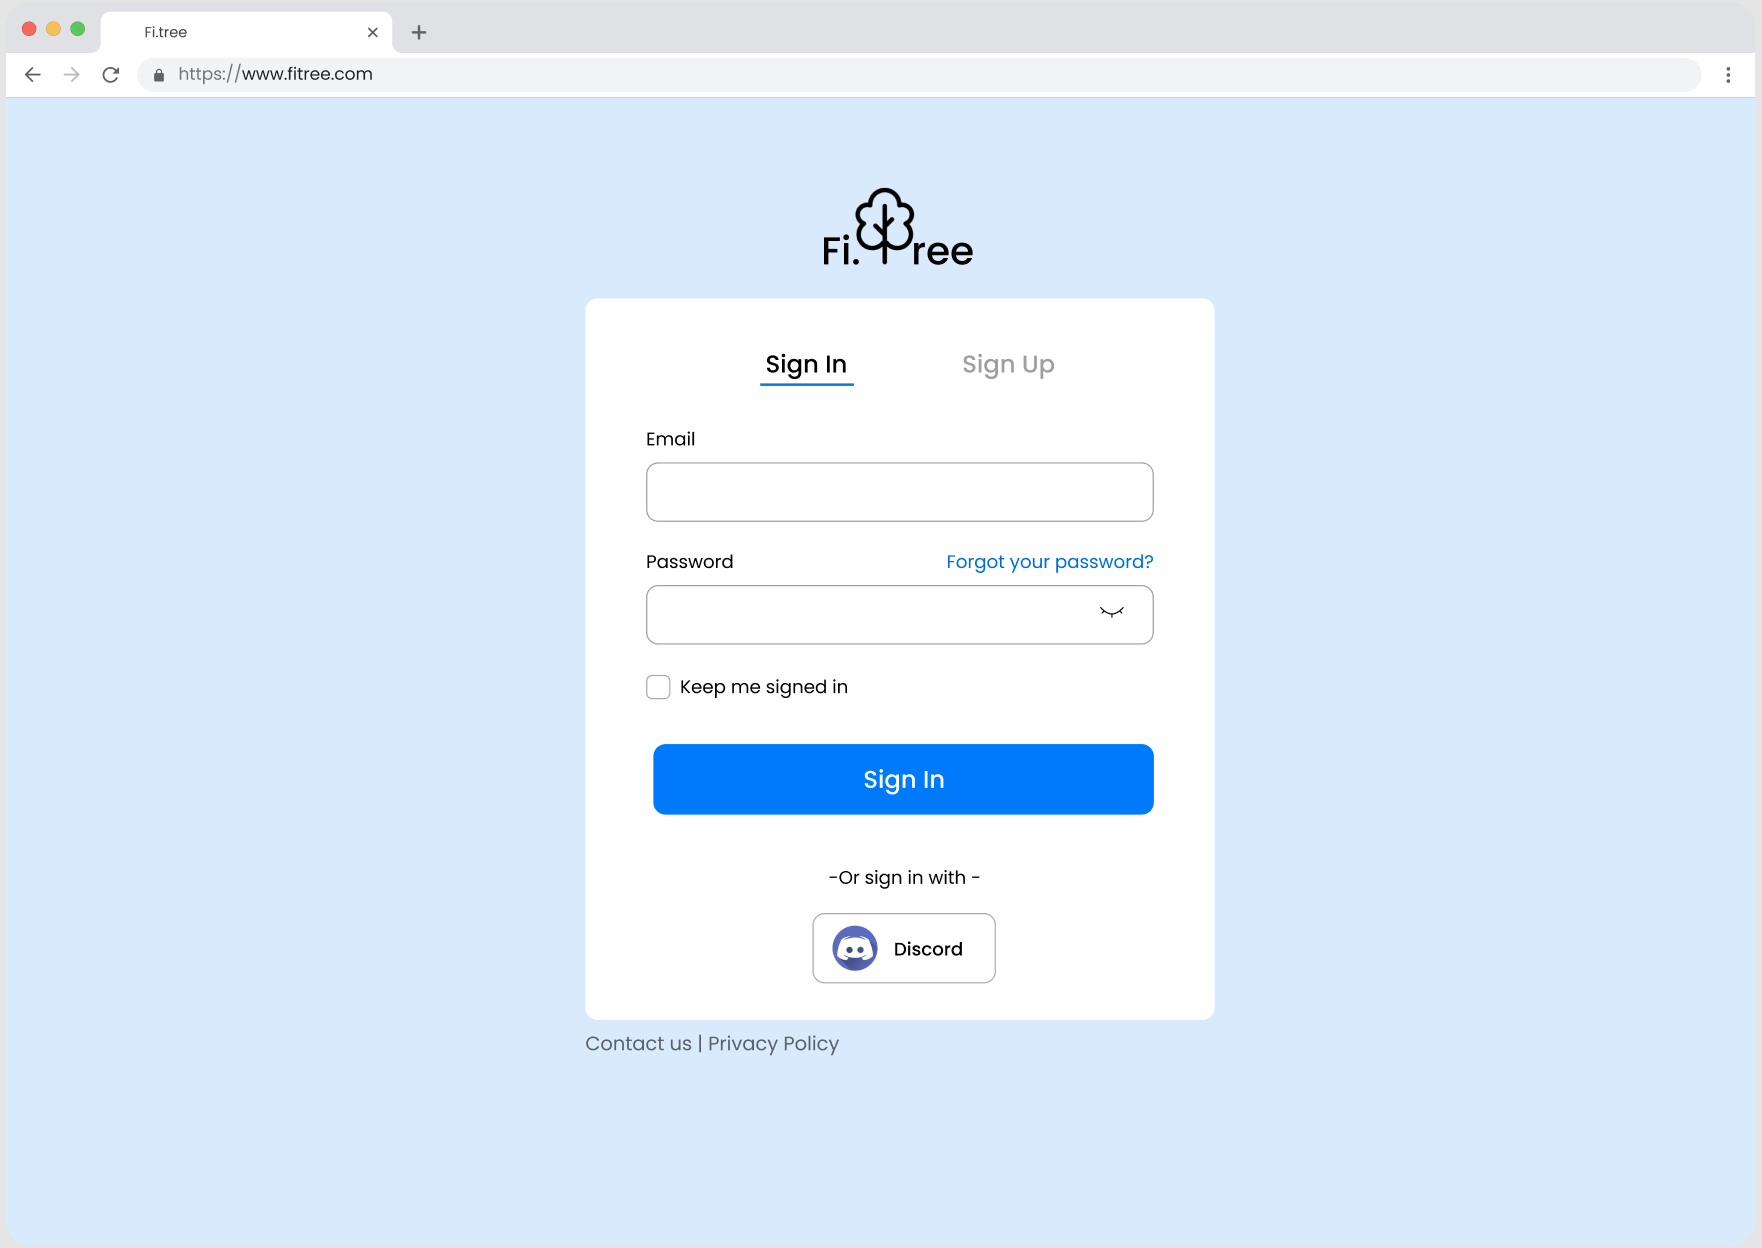 Fi.tree
https://www.fitree.com
Fi.Tree
Sign In Sign Up
Email
Password Forgot your password?
Keep me signed in
Sign In
-Or sign in with -
Discord
Contact us | Privacy Policy